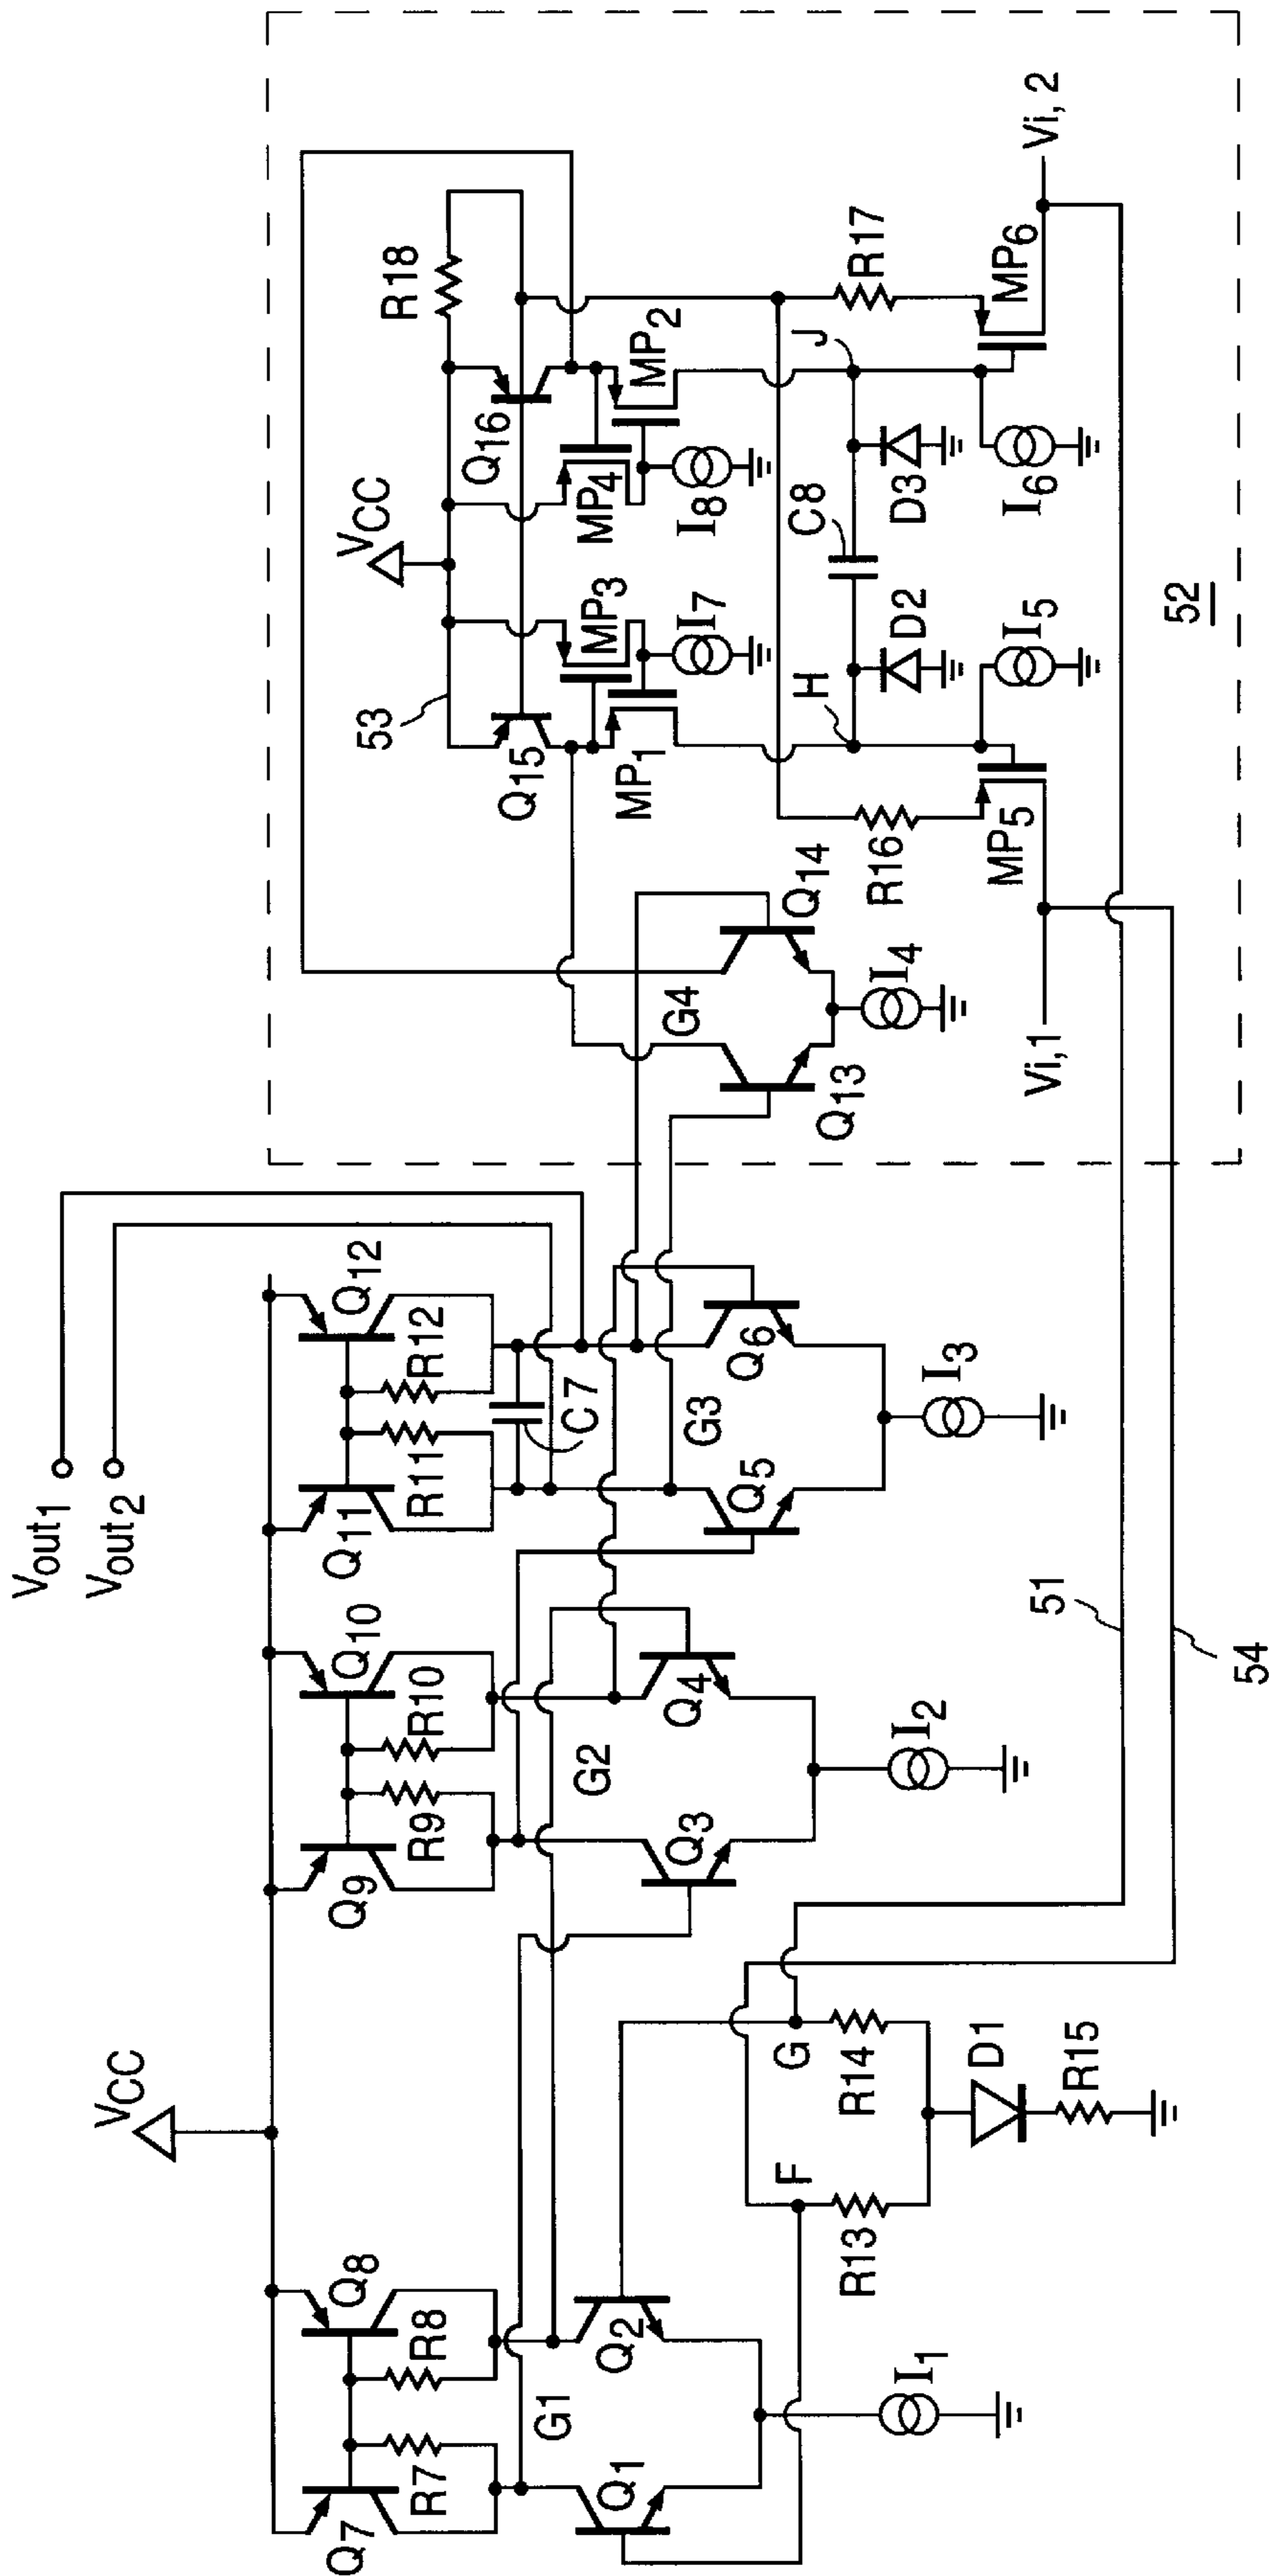 Vout1
Vout2
VCC
Q7
Q8
R7
R8
G1
Q1
Q2
I1
F
G
R13
R14
D1
R15
Q9
Q10
R9
R10
G2
Q3
Q4
I2
Q11
Q12
R11
R12
C7
G3
Q5
Q6
I3
51
54
53
VCC
R18
Q15
Q16
MP3
MP4
MP1
MP2
I7
I8
G4
Q13
Q14
I4
H
J
D2
C8
D3
R16
R17
I5
I6
MP5
MP6
Vi,1
Vi,2
52